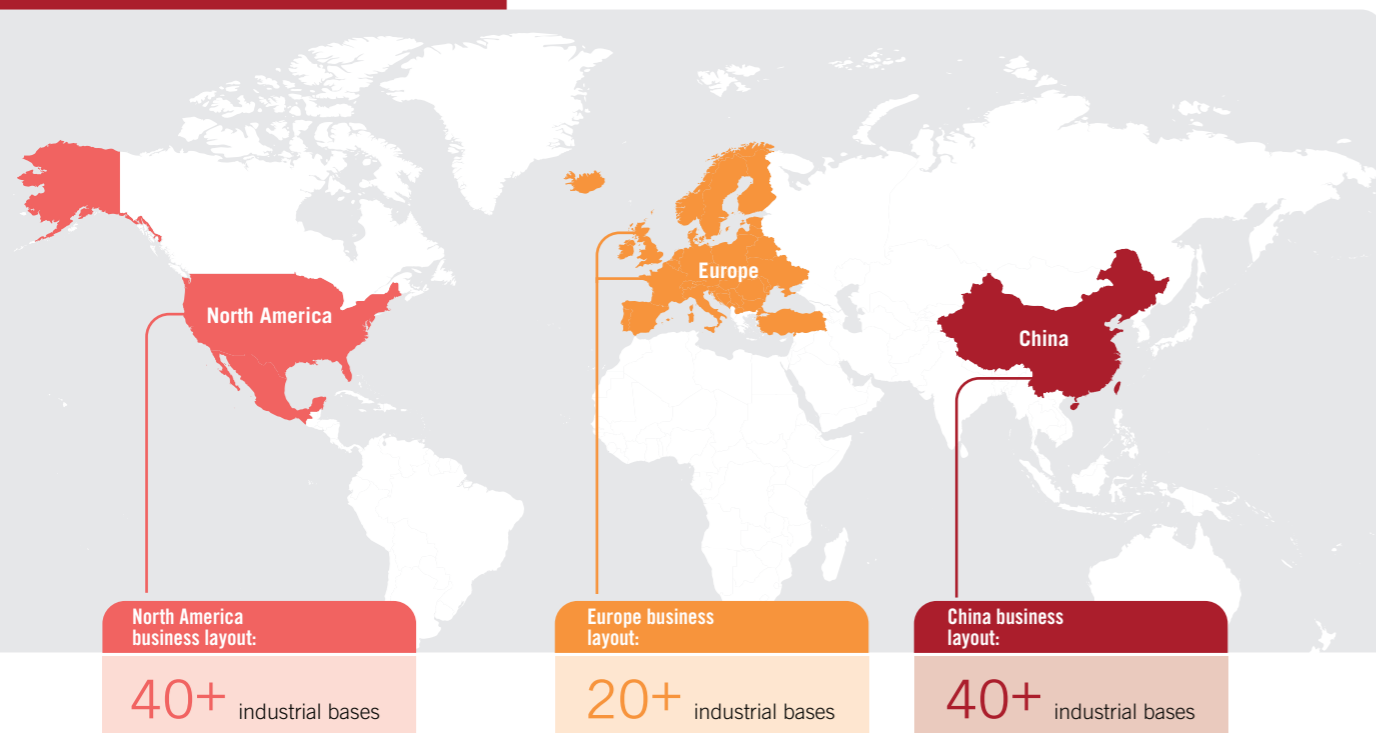 Europe
North America
China
North America
business layout:
40+ industrial bases
Europe business
layout:
20+ industrial bases
China business
layout:
40+ industrial bases